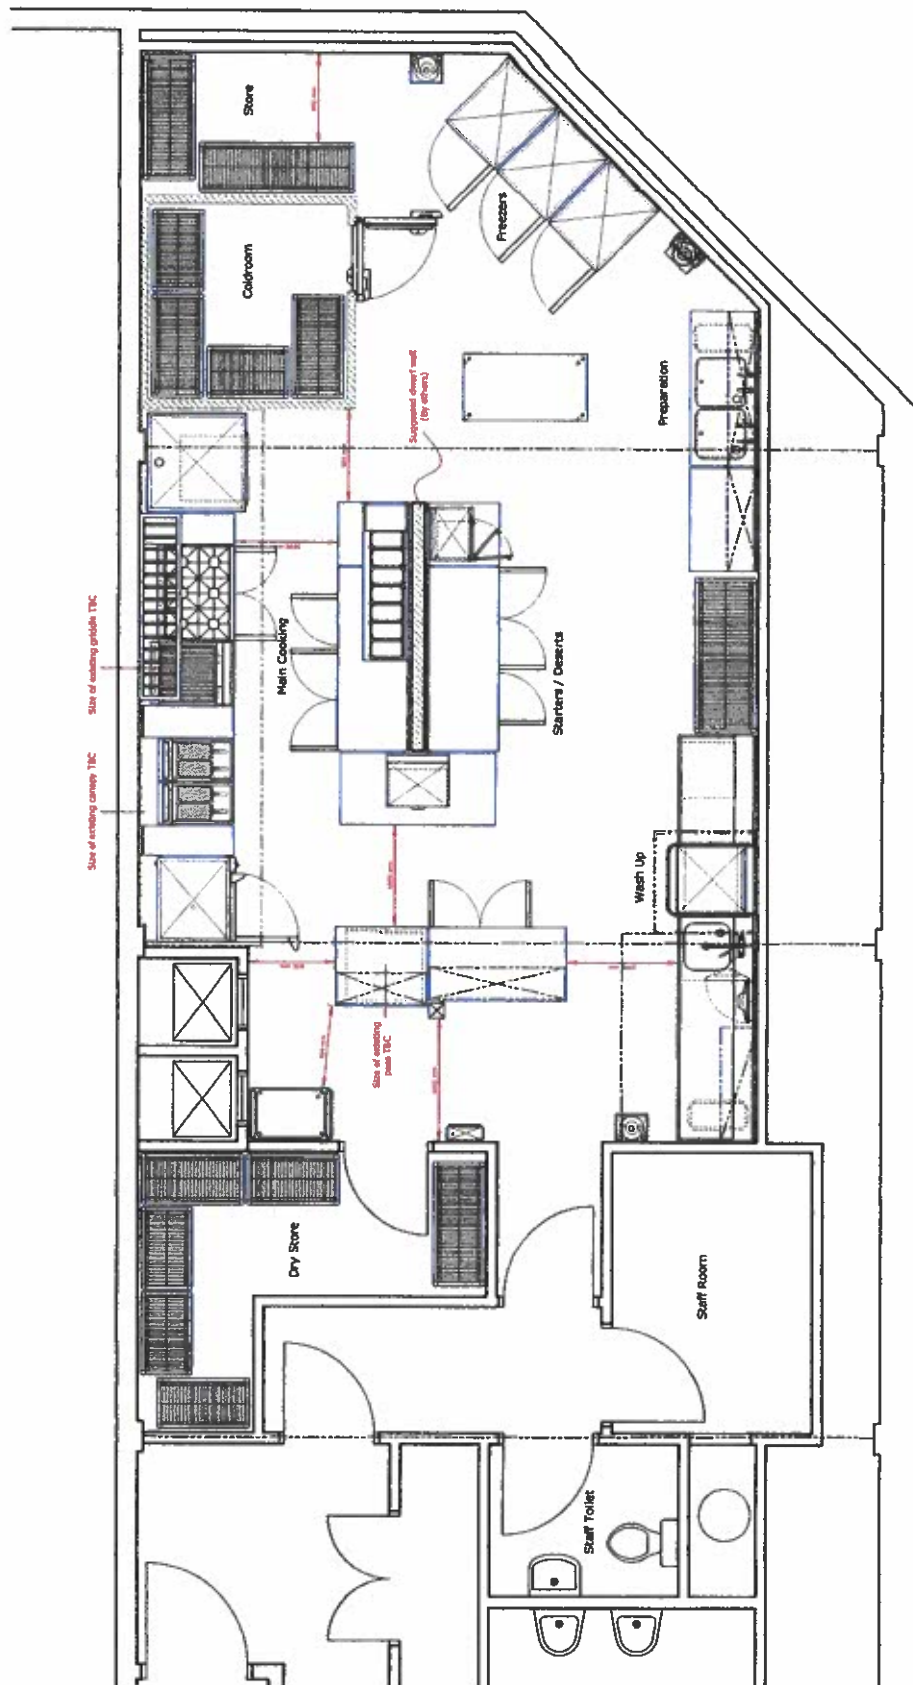 Store
Coldroom
Freezers
Suggested dwarf wall
(by others)
Preparation
Size of existing griddle TBC
Main Cooking
Starters / Deserts
Size of existing canopy TBC
Wash Up
Size of existing
pass TBC
Dry Store
Staff Room
Staff Toilet